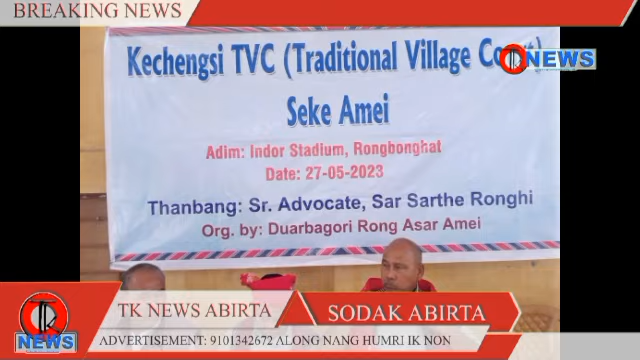 BREAKING NEWS
Kechengsi TVC (Traditional Village
TK NEWS
Seke Amei
Adim: Indor Stadium, Rongbonghat
Date: 27-05-2023
Thanbang: Sr. Advocate, Sar Sarthe Ronghi
Org. by: Duarbagori Rong Asar Amei
TK NEWS ABIRTA
SODAK ABIRTA
TK NEWS
ADVERTISEMENT: 9101342672 ALONG NANG HUMRI IK NON